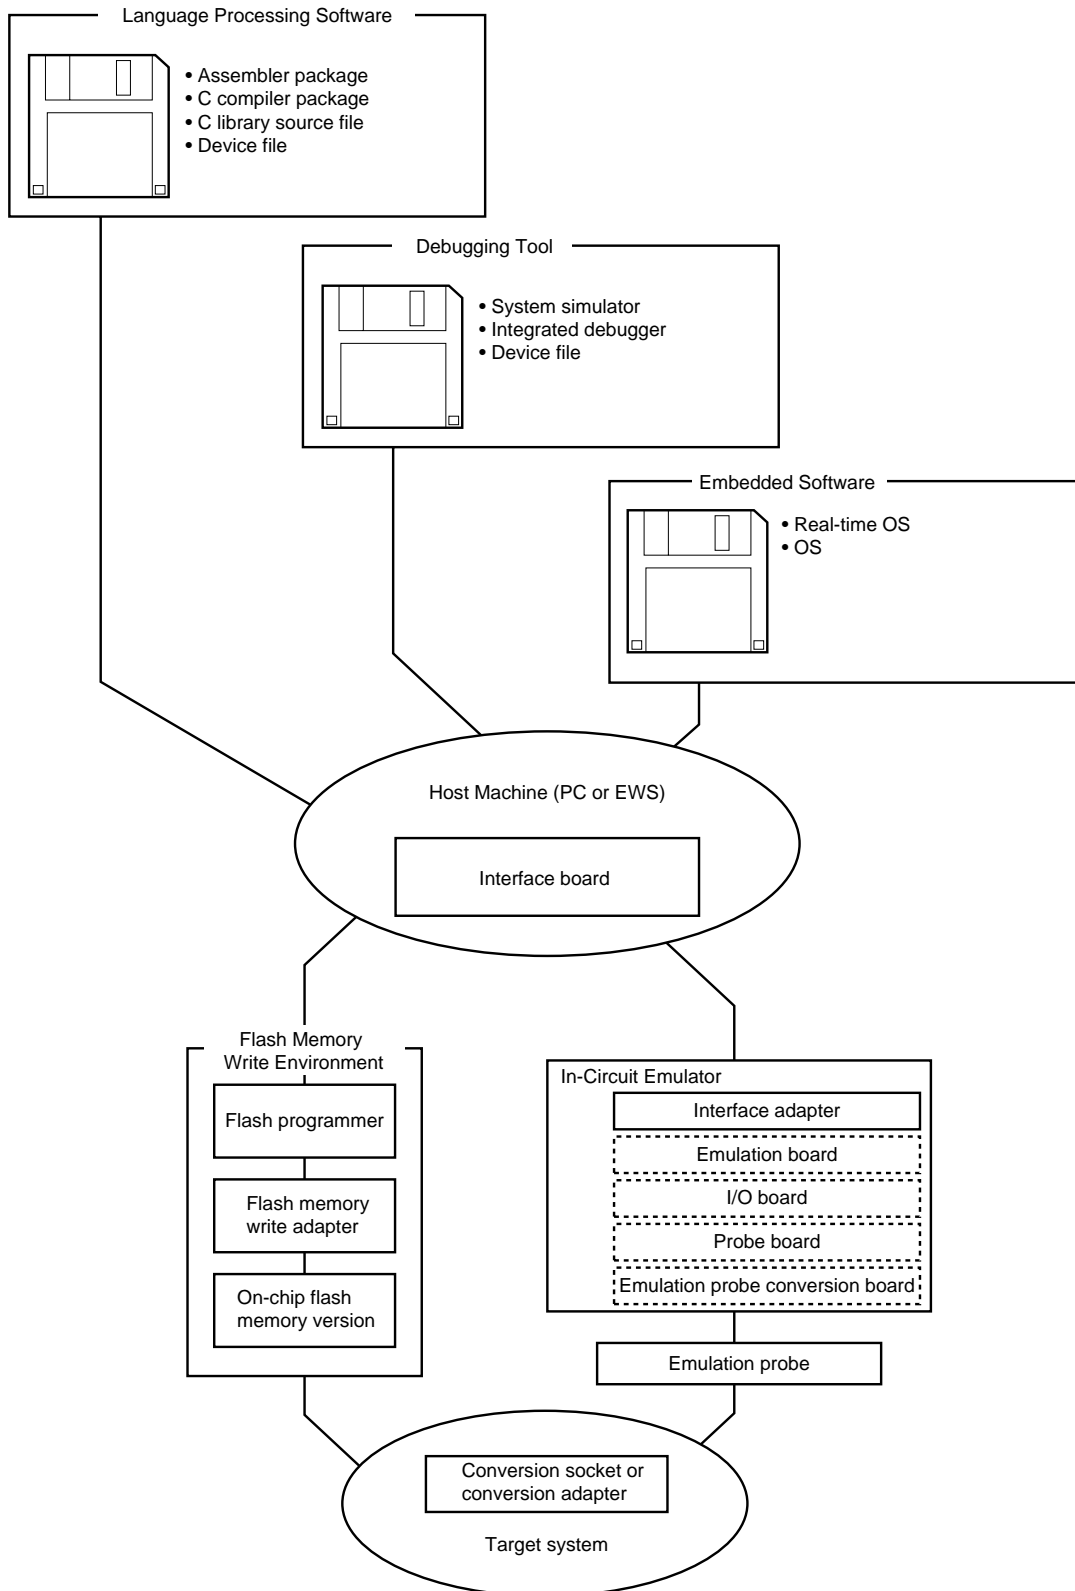 Language Processing Software
• Assembler package
• C compiler package
• C library source file
• Device file
Debugging Tool
• System simulator
• Integrated debugger
• Device file
Embedded Software
• Real-time OS
• OS
Host Machine (PC or EWS)
Interface board
Flash Memory
Write Environment
Flash programmer
Flash memory
write adapter
On-chip flash
memory version
In-Circuit Emulator
Interface adapter
Emulation board
I/O board
Probe board
Emulation probe conversion board
Emulation probe
Conversion socket or
conversion adapter
Target system